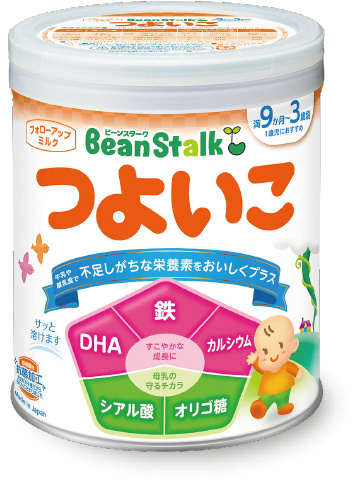 フォローアップ
ミルク
ビーンスターク
BeanStalk
満9か月〜3歳頃
1歳児におすすめ
つよいこ
牛乳や
離乳食で
不足しがちな栄養素をおいしくプラス
鉄
DHA
カルシウム
すこやかな
成長に
母乳の
守るチカラ
シアル酸
オリゴ糖
サッと
溶けます
抗菌加工
Made in Japan